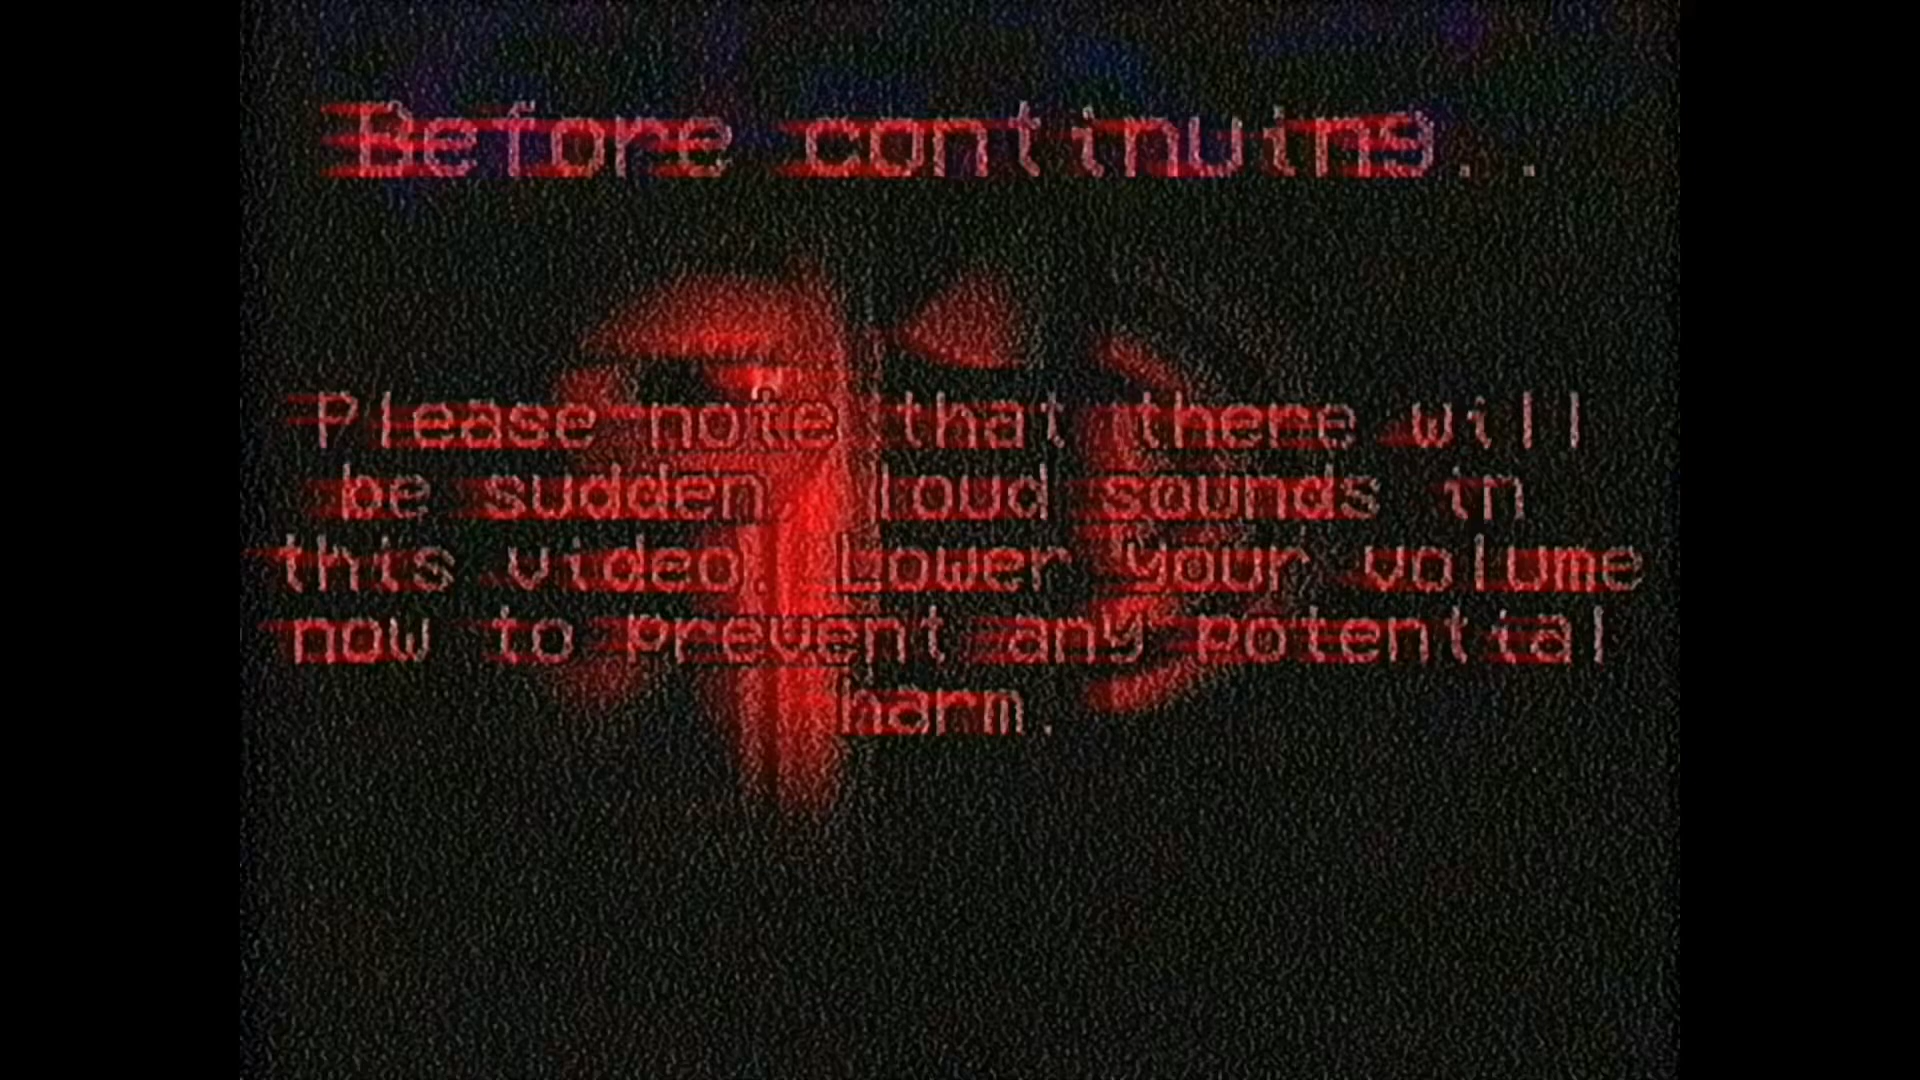 Before continuing..
Please note that there will
be sudden, loud sounds in
this video. Lower your volume
now to prevent any potential
harm.